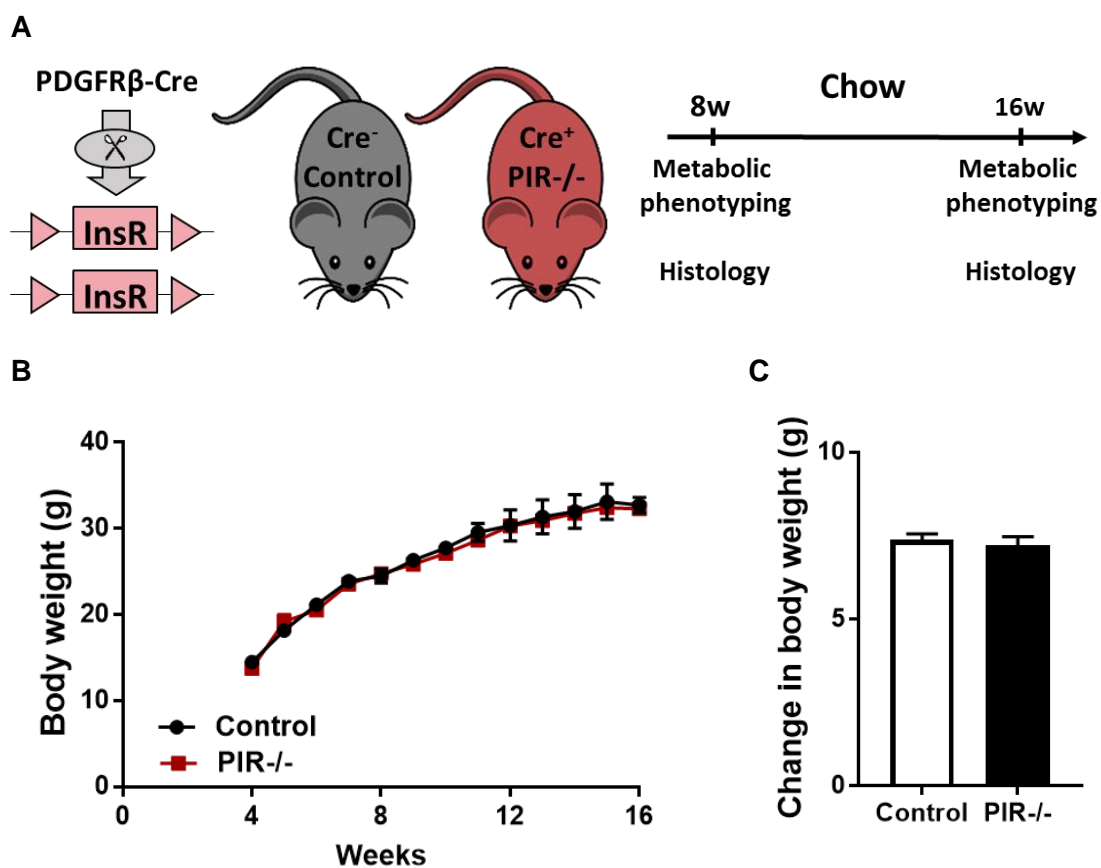 A
PDGFRβ-Cre
InsR
InsR
Cre⁻
Control
Cre⁺
PIR-/-
Chow
8w
16w
Metabolic
phenotyping
Histology
Metabolic
phenotyping
Histology
B
Body weight (g)
40
30
20
10
0
0 4 8 12 16
Weeks
Control
PIR-/-
C
Change in body weight (g)
10
5
0
Control PIR-/-